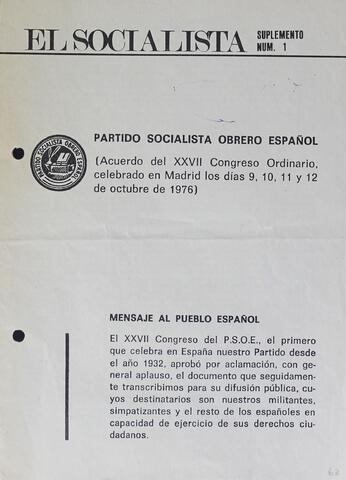 EL SOCIALISTA
SUPLEMENTO
NUM. 1
PARTIDO SOCIALISTA OBRERO ESPAÑOL
(Acuerdo del XXVII Congreso Ordinario,
celebrado en Madrid los días 9, 10, 11 y 12
de octubre de 1976)
PARTIDO SOCIALISTA OBRERO ESPAÑOL
MENSAJE AL PUEBLO ESPAÑOL
El XXVII Congreso del P.S.O.E., el primero
que celebra en España nuestro Partido desde
el año 1932, aprobó por aclamación, con ge-
neral aplauso, el documento que seguidamen-
te transcribimos para su difusión pública, cu-
yos destinatarios son nuestros militantes,
simpatizantes y el resto de los españoles en
capacidad de ejercicio de sus derechos ciu-
dadanos.